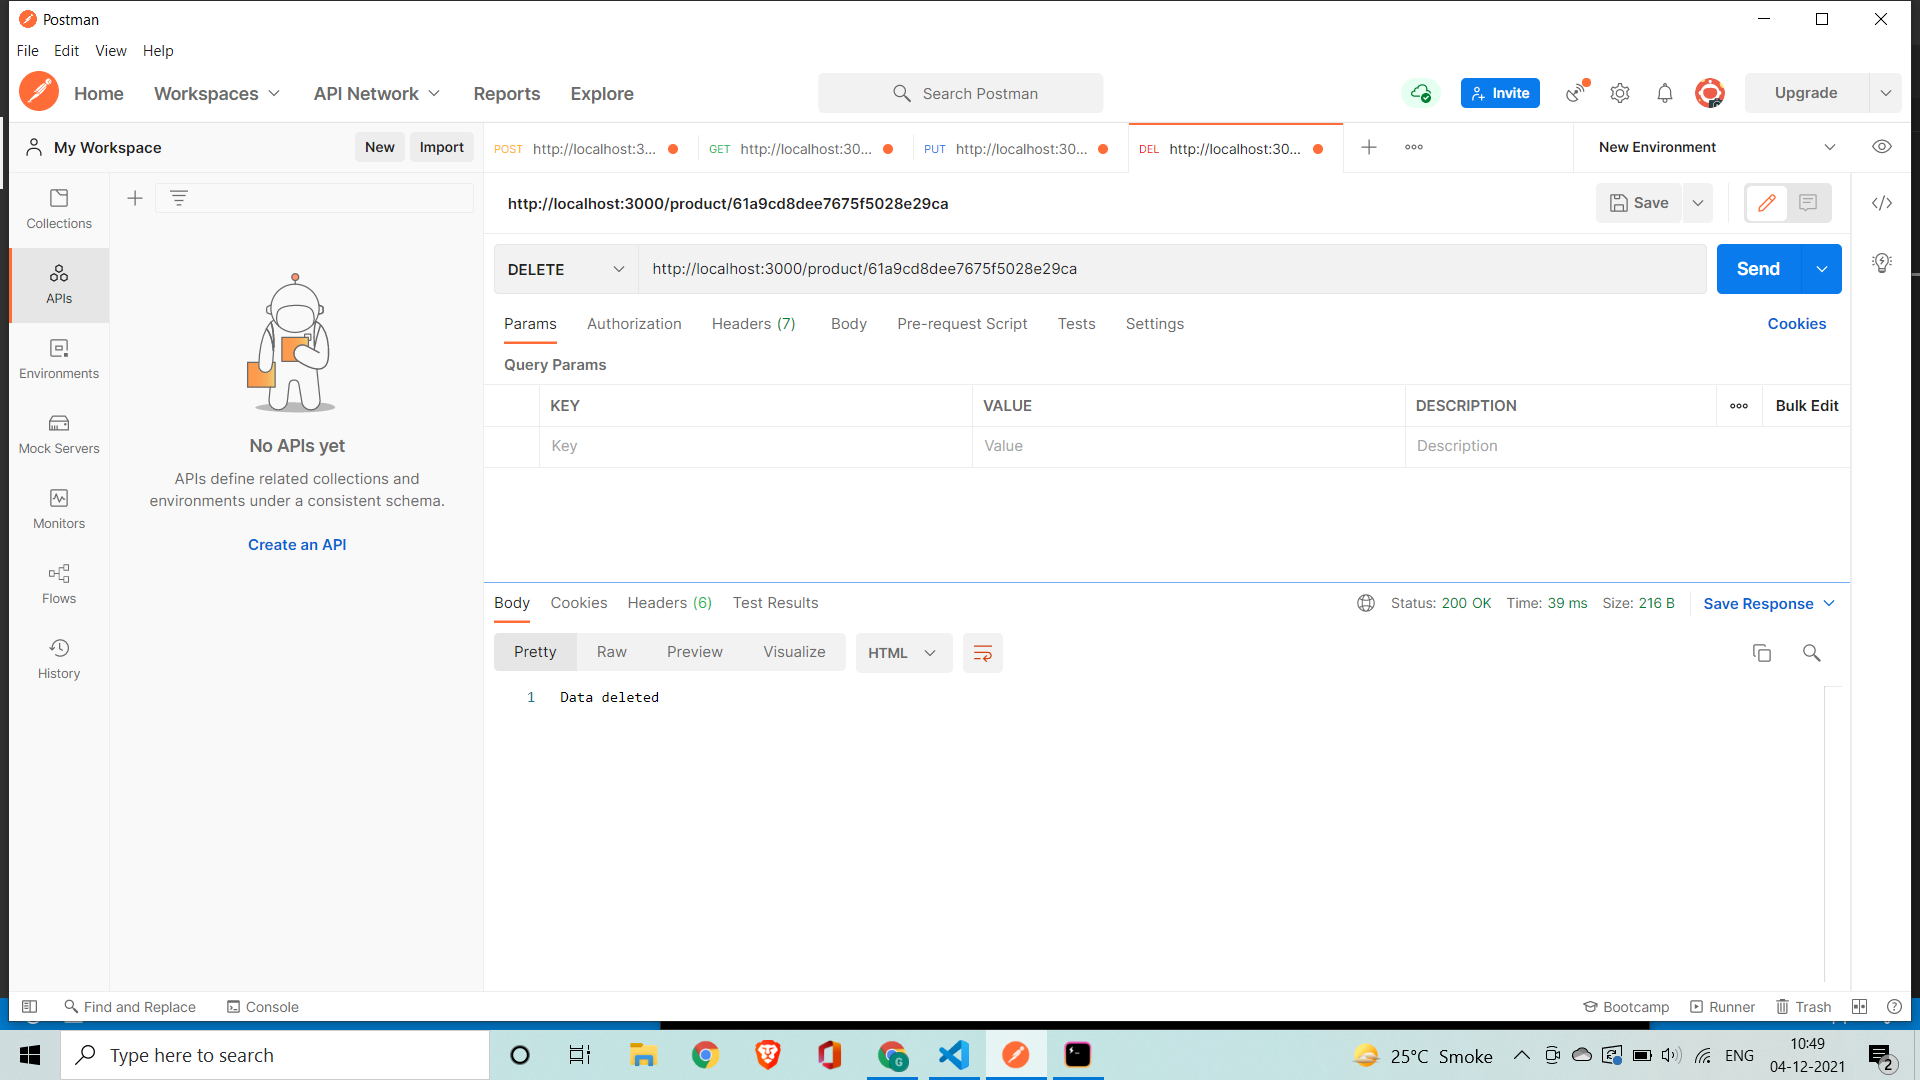 Postman
File Edit View Help
Home Workspaces API Network Reports Explore Search Postman Invite Upgrade
My Workspace New Import
POST http://localhost:3... GET http://localhost:30... PUT http://localhost:30... DEL http://localhost:30... New Environment
Collections
APIs
Environments
Mock Servers
Monitors
Flows
History
No APIs yet
APIs define related collections and
environments under a consistent schema.
Create an API
http://localhost:3000/product/61a9cd8dee7675f5028e29ca Save
DELETE http://localhost:3000/product/61a9cd8dee7675f5028e29ca Send
Params Authorization Headers (7) Body Pre-request Script Tests Settings Cookies
Query Params
KEY VALUE DESCRIPTION Bulk Edit
Key Value Description
Body Cookies Headers (6) Test Results Status: 200 OK Time: 39 ms Size: 216 B Save Response
Pretty Raw Preview Visualize HTML
1 Data deleted
Find and Replace Console Bootcamp Runner Trash
Type here to search G 25°C Smoke ENG 10:49
04-12-2021 2